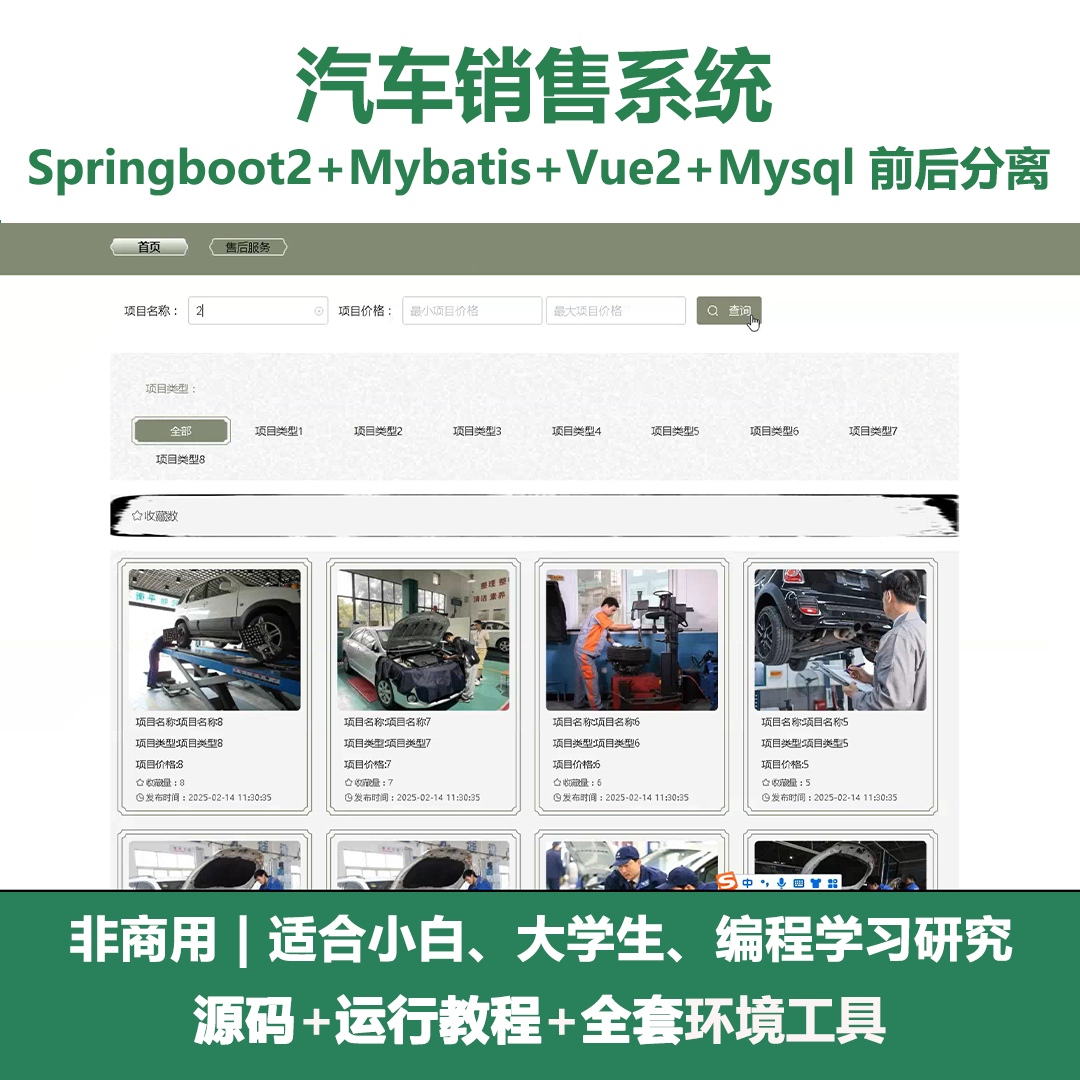 汽车销售系统
Springboot2+Mybatis+Vue2+Mysql 前后分离
首页 售后服务
项目名称： 2 项目价格： 最小项目价格 最大项目价格 查询
项目类型：
全部 项目类型1 项目类型2 项目类型3 项目类型4 项目类型5 项目类型6 项目类型7
项目类型8
收藏数
项目名称:项目名称8 项目名称:项目名称7 项目名称:项目名称6 项目名称:项目名称5
项目类型:项目类型8 项目类型:项目类型7 项目类型:项目类型6 项目类型:项目类型5
项目价格:8 项目价格:7 项目价格:6 项目价格:5
收藏量：8 收藏量：7 收藏量：6 收藏量：5
发布时间：2025-02-14 11:30:35 发布时间：2025-02-14 11:30:35 发布时间：2025-02-14 11:30:35 发布时间：2025-02-14 11:30:35
中
非商用｜适合小白、大学生、编程学习研究
源码+运行教程+全套环境工具